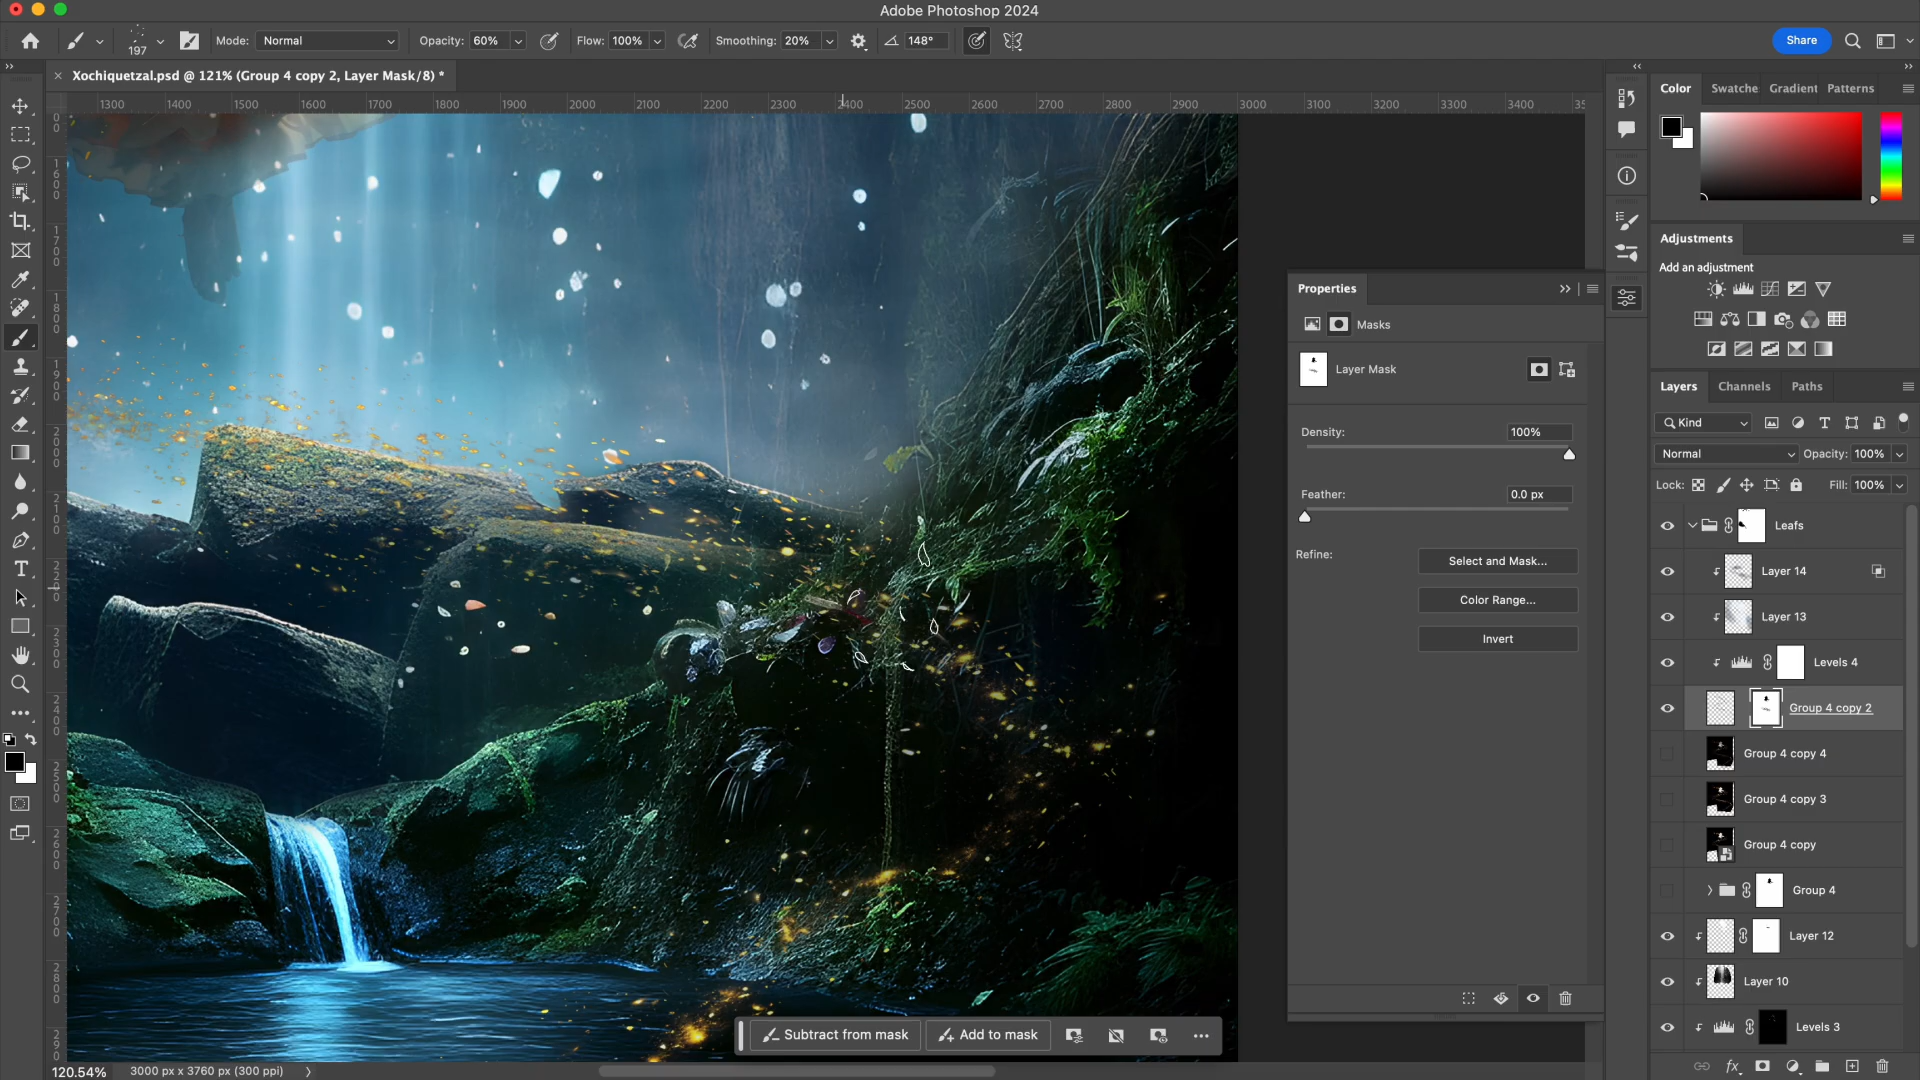 Adobe Photoshop 2024
197
Mode: Normal
Opacity: 60%
Flow: 100%
Smoothing: 20%
148°
Share
× Xochiquetzal.psd @ 121% (Group 4 copy 2, Layer Mask/8) *
1300 1400 1500 1600 1700 1800 1900 2000 2100 2200 2300 2400 2500 2600 2700 2800 2900 3000 3100 3200 3300 3400
Color Swatche Gradient Patterns
Adjustments
Add an adjustment
Properties
Masks
Layer Mask
Density: 100%
Feather: 0.0 px
Refine:
Select and Mask...
Color Range...
Invert
Layers Channels Paths
Kind
Normal Opacity: 100%
Lock: Fill: 100%
Leafs
Layer 14
Layer 13
Levels 4
Group 4 copy 2
Group 4 copy 4
Group 4 copy 3
Group 4 copy
Group 4
Layer 12
Layer 10
Levels 3
fx
Subtract from mask
Add to mask
120.54% 3000 px x 3760 px (300 ppi)